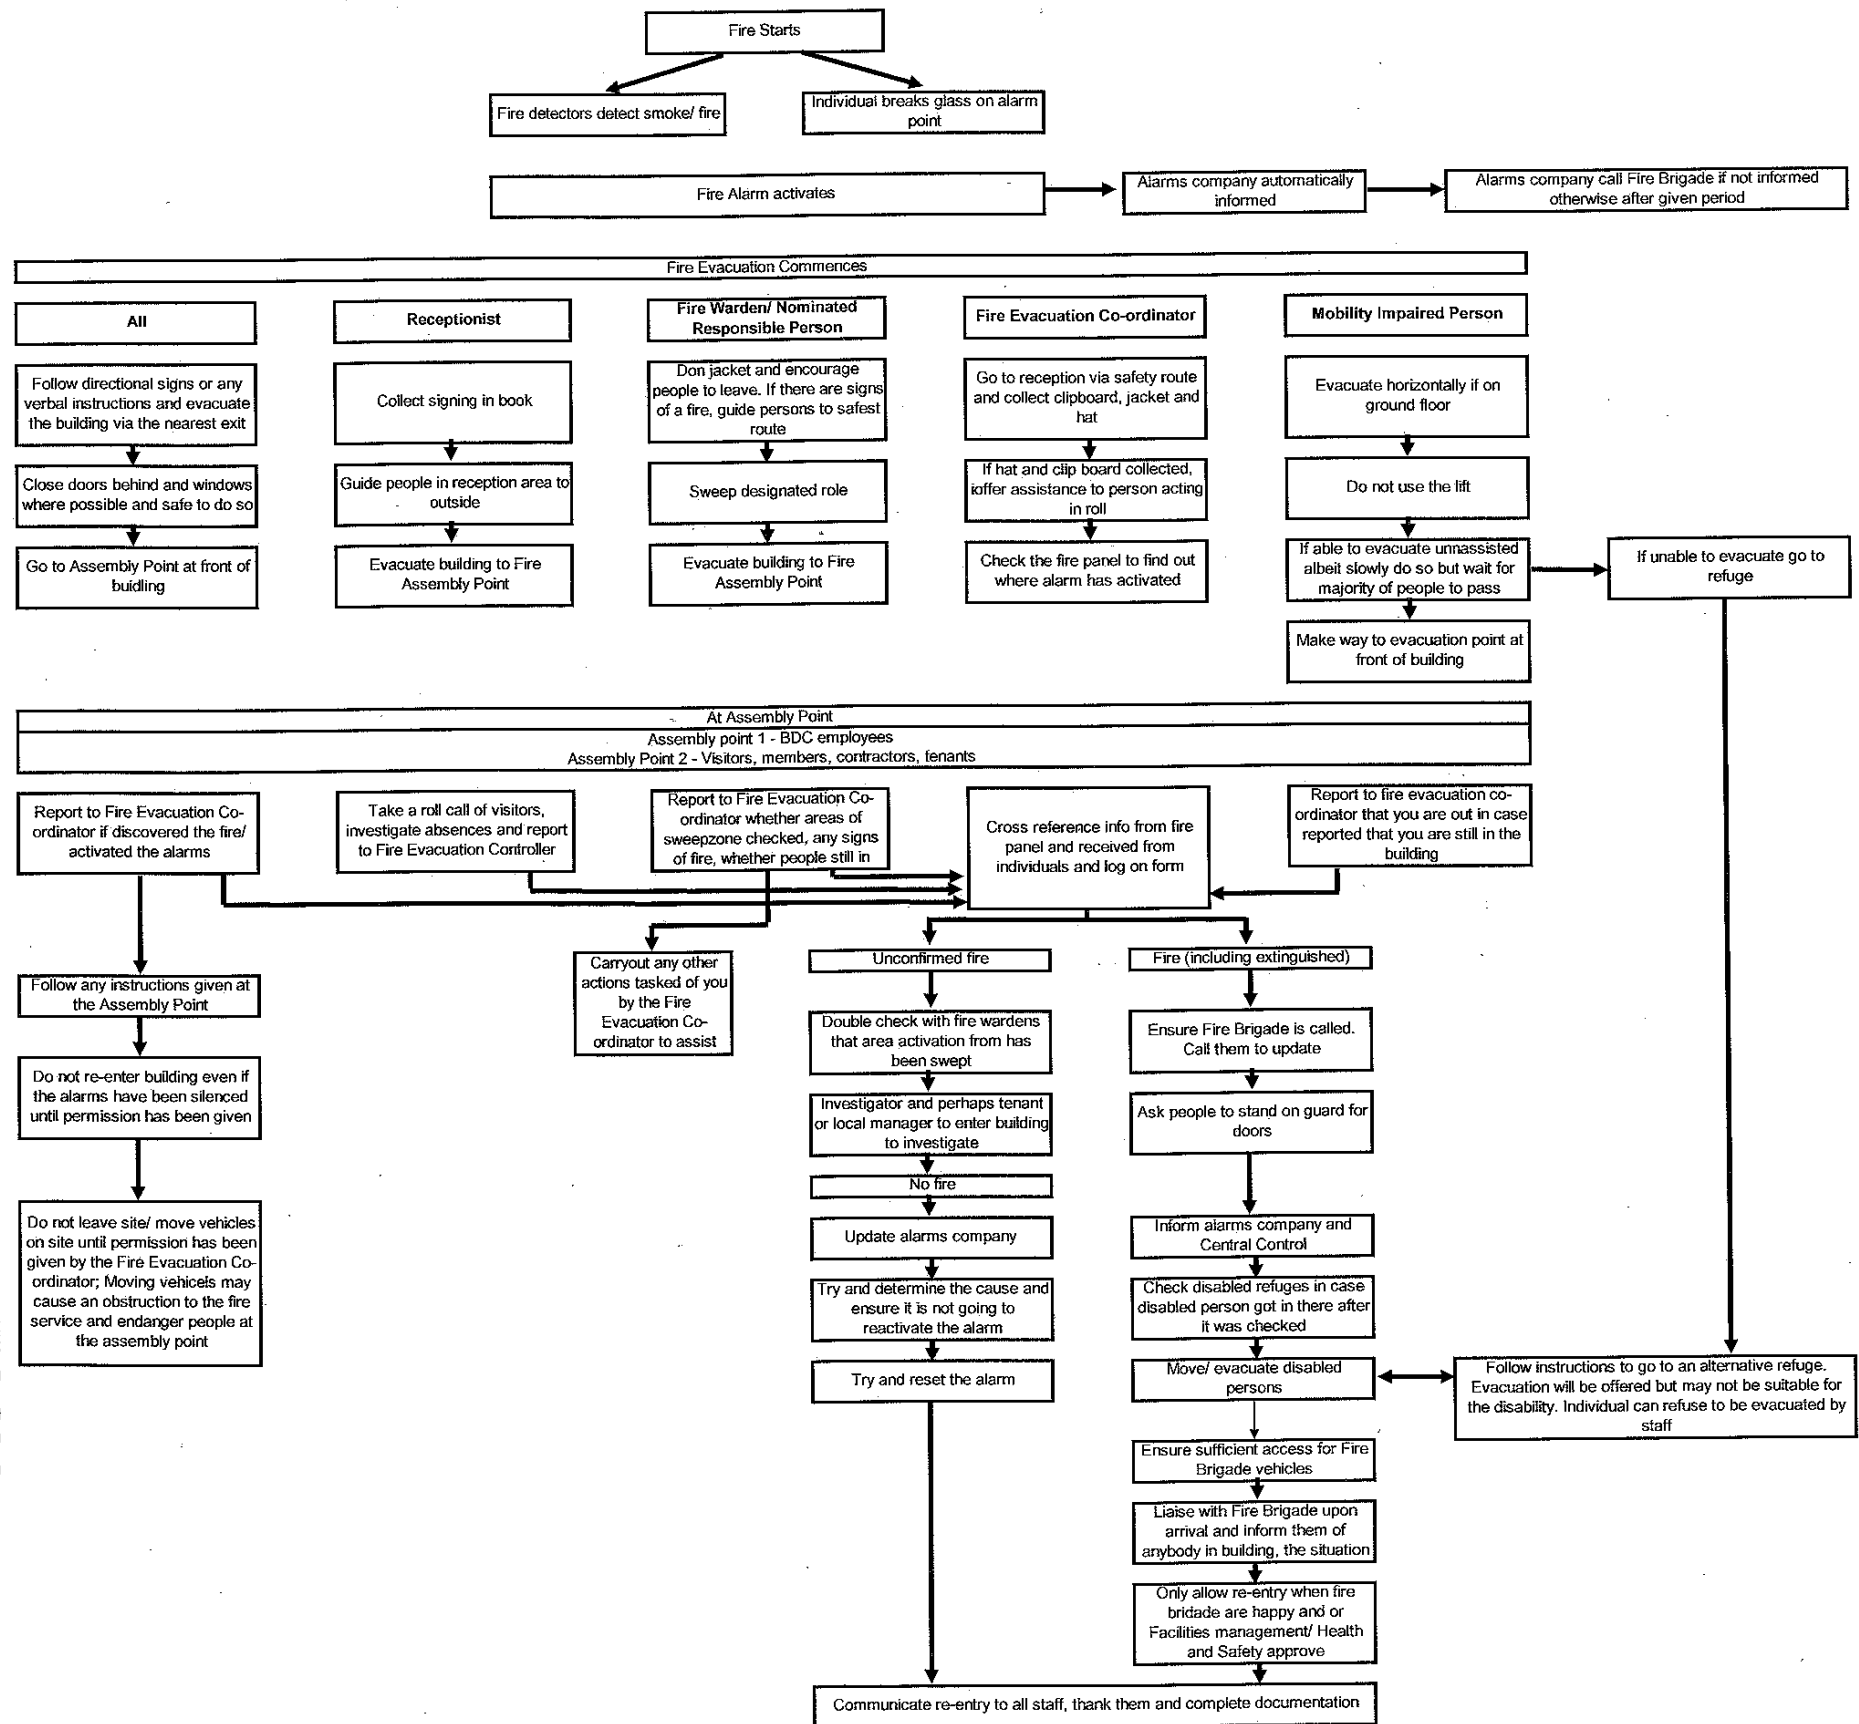 Fire Starts
Fire detectors detect smoke/ fire
Individual breaks glass on alarm
point
Fire Alarm activates
Alarms company automatically
informed
Alarms company call Fire Brigade if not informed
otherwise after given period
Fire Evacuation Commences
All
Receptionist
Fire Warden/ Nominated
Responsible Person
Fire Evacuation Co-ordinator
Mobility Impaired Person
Follow directional signs or any
verbal instructions and evacuate
the building via the nearest exit
Collect signing in book
Don jacket and encourage
people to leave. If there are signs
of a fire, guide persons to safest
route
Go to reception via safety route
and collect clipboard, jacket and
hat
Evacuate horizontally if on
ground floor
Close doors behind and windows
where possible and safe to do so
Guide people in reception area to
outside
Sweep designated role
If hat and clip board collected,
ioffer assistance to person acting
in roll
Do not use the lift
Go to Assembly Point at front of
buidling
Evacuate building to Fire
Assembly Point
Evacuate building to Fire
Assembly Point
Check the fire panel to find out
where alarm has activated
If able to evacuate unnassisted
albeit slowly do so but wait for
majority of people to pass
If unable to evacuate go to
refuge
Make way to evacuation point at
front of building
At Assembly Point
Assembly point 1 - BDC employees
Assembly Point 2 - Visitors, members, contractors, tenants
Report to Fire Evacuation Co-
ordinator if discovered the fire/
activated the alarms
Take a roll call of visitors,
investigate absences and report
to Fire Evacuation Controller
Report to Fire Evacuation Co-
ordinator whether areas of
sweepzone checked, any signs
of fire, whether people still in
Cross reference info from fire
panel and received from
individuals and log on form
Report to fire evacuation co-
ordinator that you are out in case
reported that you are still in the
building
Follow any instructions given at
the Assembly Point
Carryout any other
actions tasked of you
by the Fire
Evacuation Co-
ordinator to assist
Unconfirmed fire
Fire (including extinguished)
Double check with fire wardens
that area activation from has
been swept
Ensure Fire Brigade is called.
Call them to update
Do not re-enter building even if
the alarms have been silenced
until permission has been given
Investigator and perhaps tenant
or local manager to enter building
to investigate
Ask people to stand on guard for
doors
No fire
Do not leave site/ move vehicles
on site until permission has been
given by the Fire Evacuation Co-
ordinator; Moving vehicels may
cause an obstruction to the fire
service and endanger people at
the assembly point
Update alarms company
Inform alarms company and
Central Control
Try and determine the cause and
ensure it is not going to
reactivate the alarm
Check disabled refuges in case
disabled person got in there after
it was checked
Try and reset the alarm
Move/ evacuate disabled
persons
Follow instructions to go to an alternative refuge.
Evacuation will be offered but may not be suitable for
the disability. Individual can refuse to be evacuated by
staff
Ensure sufficient access for Fire
Brigade vehicles
Liaise with Fire Brigade upon
arrival and inform them of
anybody in building, the situation
Only allow re-entry when fire
bridade are happy and or
Facilities management/ Health
and Safety approve
Communicate re-entry to all staff, thank them and complete documentation